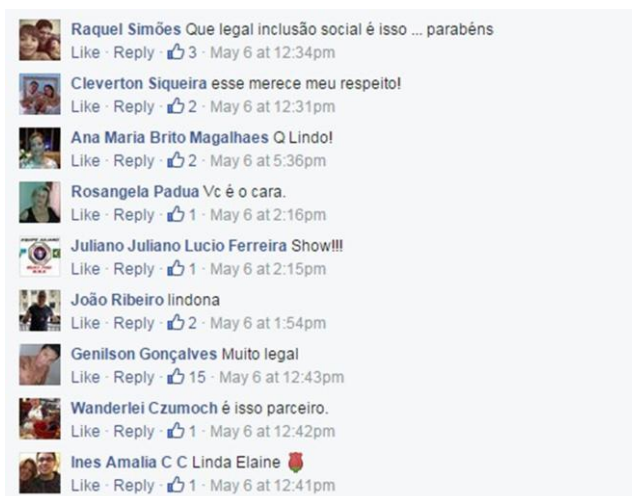 Raquel Simões Que legal inclusão social é isso ... parabéns
Like · Reply · 3 · May 6 at 12:34pm
Cleverton Siqueira esse merece meu respeito!
Like · Reply · 2 · May 6 at 12:31pm
Ana Maria Brito Magalhaes Q Lindo!
Like · Reply · 2 · May 6 at 5:36pm
Rosangela Padua Vc é o cara.
Like · Reply · 1 · May 6 at 2:16pm
Juliano Juliano Lucio Ferreira Show!!!
Like · Reply · 1 · May 6 at 2:15pm
João Ribeiro lindona
Like · Reply · 2 · May 6 at 1:54pm
Genilson Gonçalves Muito legal
Like · Reply · 15 · May 6 at 12:43pm
Wanderlei Czumoch é isso parceiro.
Like · Reply · 1 · May 6 at 12:42pm
Ines Amalia C C Linda Elaine 🌹
Like · Reply · 1 · May 6 at 12:41pm